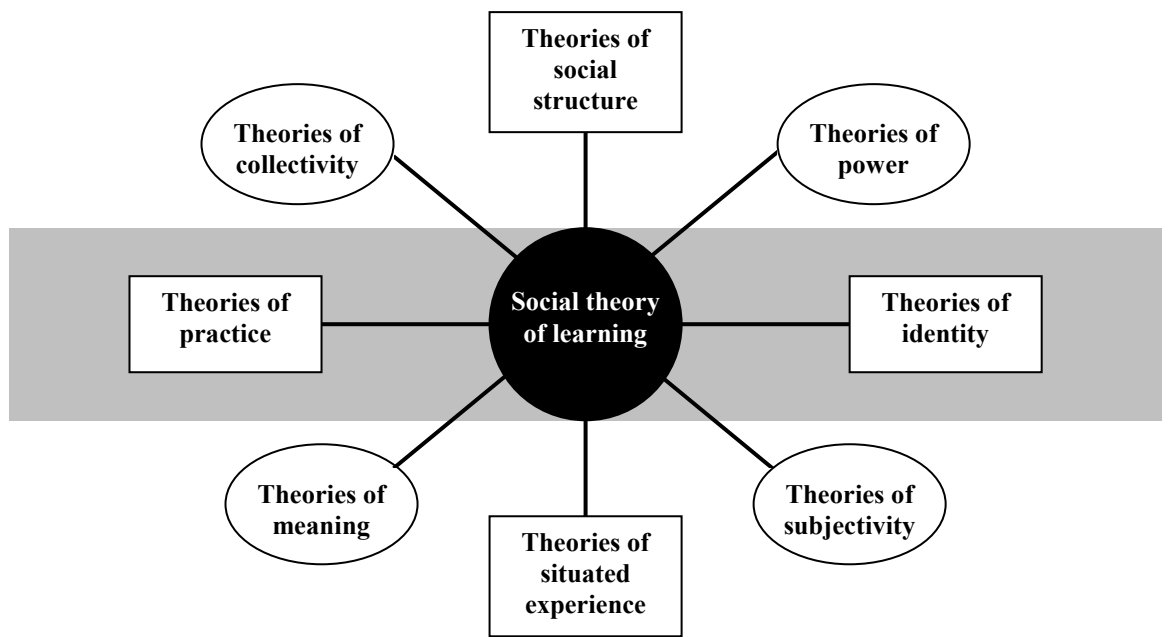 Theories of
social
structure
Theories of
collectivity
Theories of
power
Theories of
practice
Social theory
of learning
Theories of
identity
Theories of
meaning
Theories of
subjectivity
Theories of
situated
experience